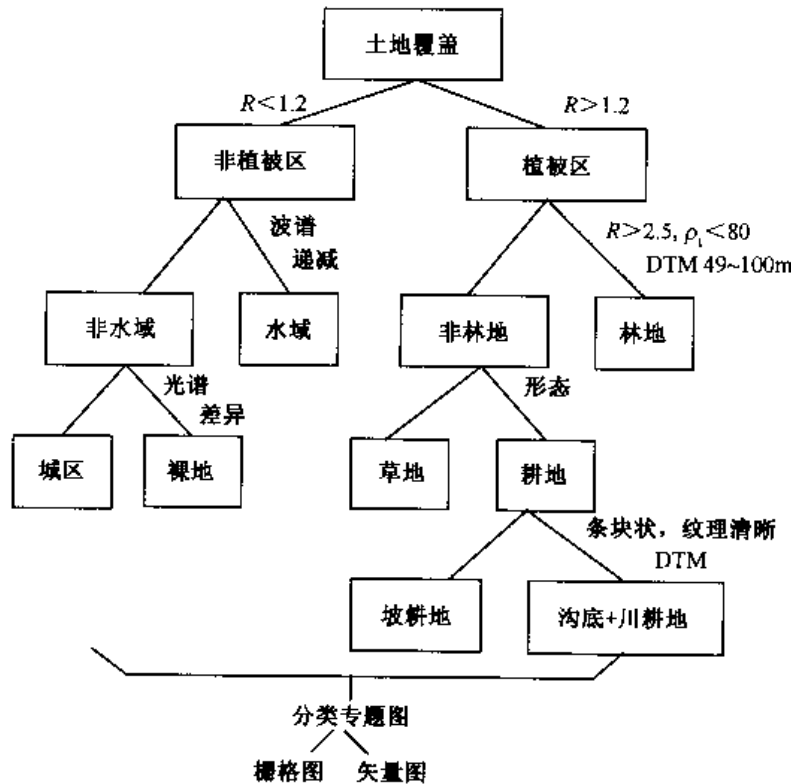 土地覆盖
R<1.2
R>1.2
非植被区
植被区
波谱
递减
R>2.5, ρ₁<80
DTM 49~100m
非水域
水域
非林地
林地
光谱
差异
形态
城区
裸地
草地
耕地
条块状，纹理清晰
DTM
坡耕地
沟底+川耕地
分类专题图
栅格图
矢量图